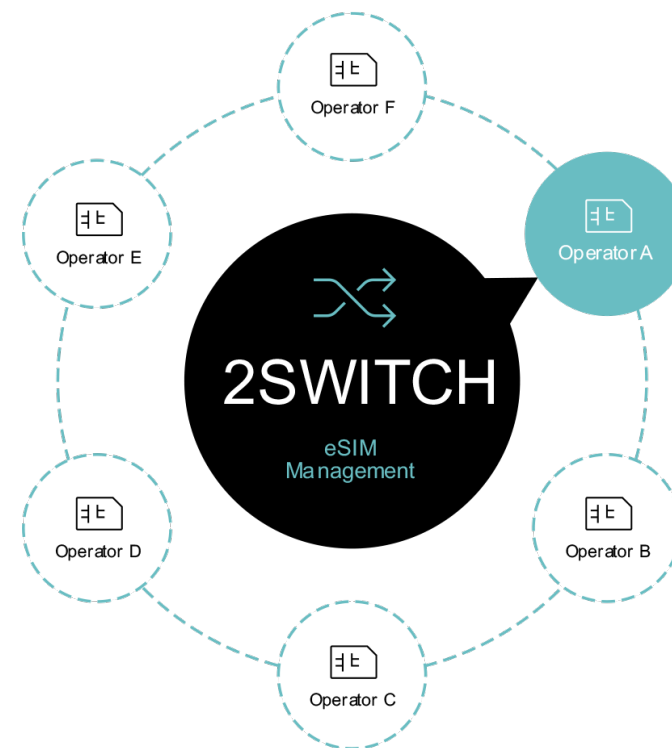 Operator F
Operator A
Operator E
2SWITCH
eSIM
Management
Operator D
Operator B
Operator C